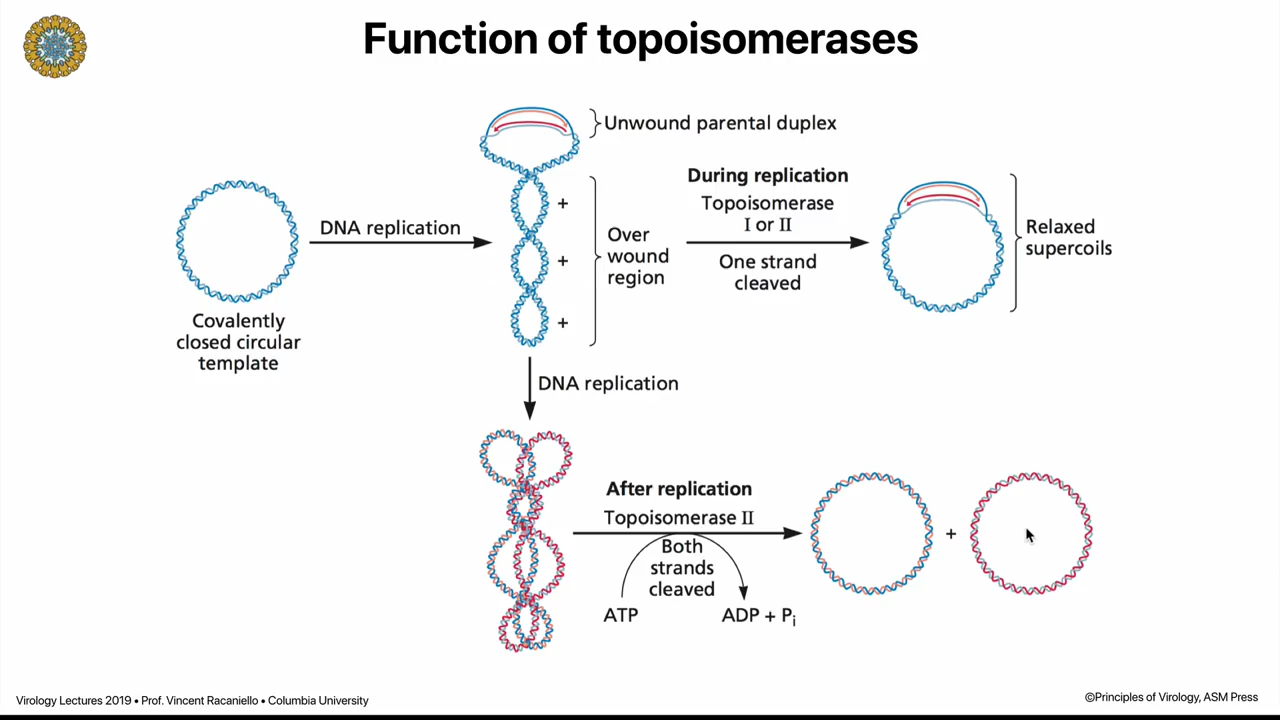 Function of topoisomerases
Unwound parental duplex
DNA replication
Covalently
closed circular
template
+
+
+
Over
wound
region
During replication
Topoisomerase
I or II
One strand
cleaved
Relaxed
supercoils
DNA replication
After replication
Topoisomerase II
Both
strands
cleaved
ATP
ADP + Pi
+
Virology Lectures 2019 • Prof. Vincent Racaniello • Columbia University
©Principles of Virology, ASM Press